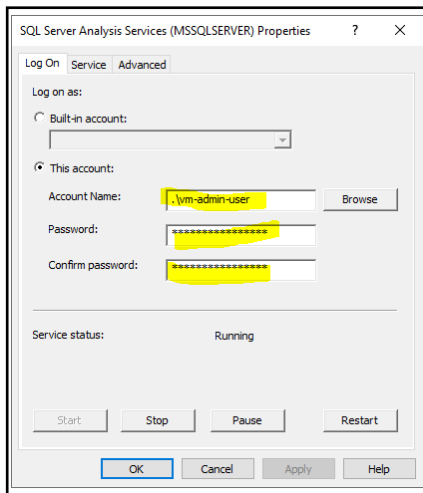 SQL Server Analysis Services (MSSQLSERVER) Properties ? ×
Log On Service Advanced
Log on as:
Built-in account:
This account:
Account Name: .\vm-admin-user Browse
Password: ****************
Confirm password: ****************
Service status: Running
Start Stop Pause Restart
OK Cancel Apply Help